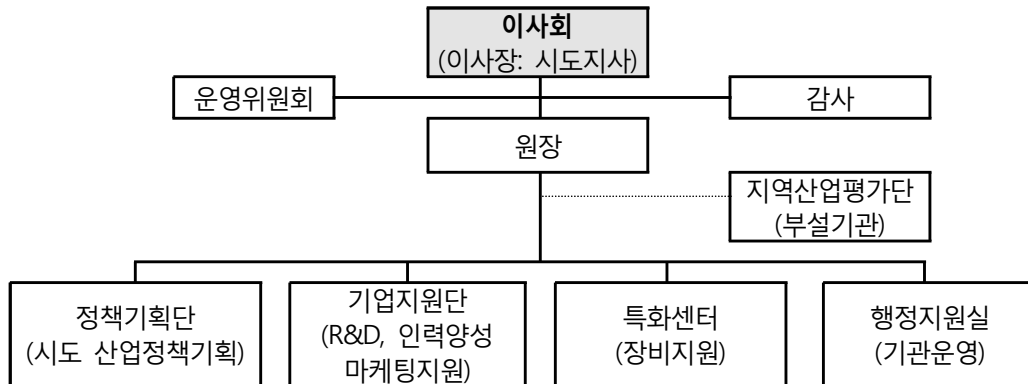 이사회
(이사장: 시도지사)
운영위원회
감사
원장
지역산업평가단
(부설기관)
정책기획단
(시도 산업정책기획)
기업지원단
(R&D, 인력양성
마케팅지원)
특화센터
(장비지원)
행정지원실
(기관운영)